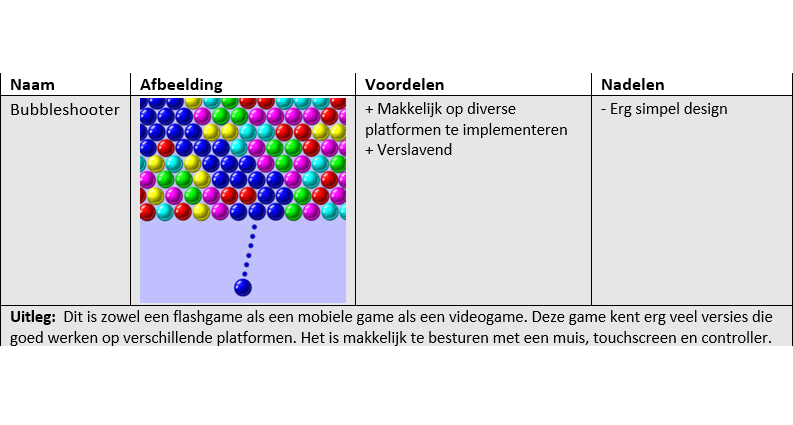 Naam Afbeelding Voordelen Nadelen
Bubbleshooter
+ Makkelijk op diverse
platformen te implementeren
+ Verslavend
- Erg simpel design
Uitleg: Dit is zowel een flashgame als een mobiele game als een videogame. Deze game kent erg veel versies die
goed werken op verschillende platformen. Het is makkelijk te besturen met een muis, touchscreen en controller.